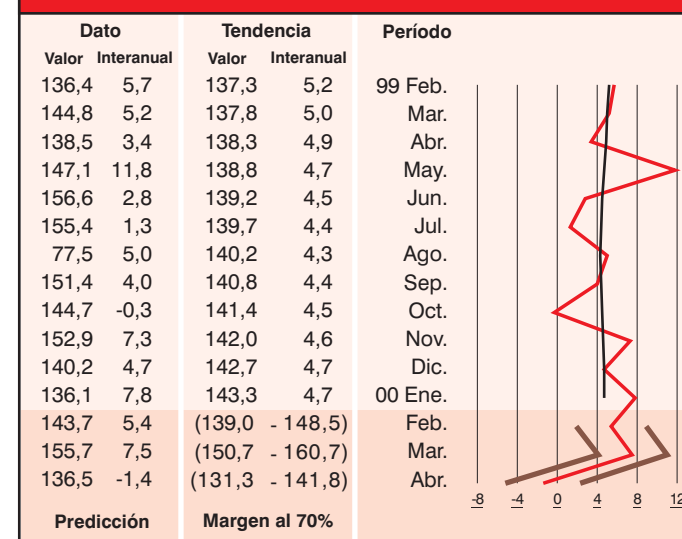 Dato Tendencia Período
Valor Interanual Valor Interanual
136,4 5,7 137,3 5,2 99 Feb.
144,8 5,2 137,8 5,0 Mar.
138,5 3,4 138,3 4,9 Abr.
147,1 11,8 138,8 4,7 May.
156,6 2,8 139,2 4,5 Jun.
155,4 1,3 139,7 4,4 Jul.
77,5 5,0 140,2 4,3 Ago.
151,4 4,0 140,8 4,4 Sep.
144,7 -0,3 141,4 4,5 Oct.
152,9 7,3 142,0 4,6 Nov.
140,2 4,7 142,7 4,7 Dic.
136,1 7,8 143,3 4,7 00 Ene.
143,7 5,4 (139,0 - 148,5) Feb.
155,7 7,5 (150,7 - 160,7) Mar.
136,5 -1,4 (131,3 - 141,8) Abr.
-8 -4 0 4 8 12
Predicción Margen al 70%